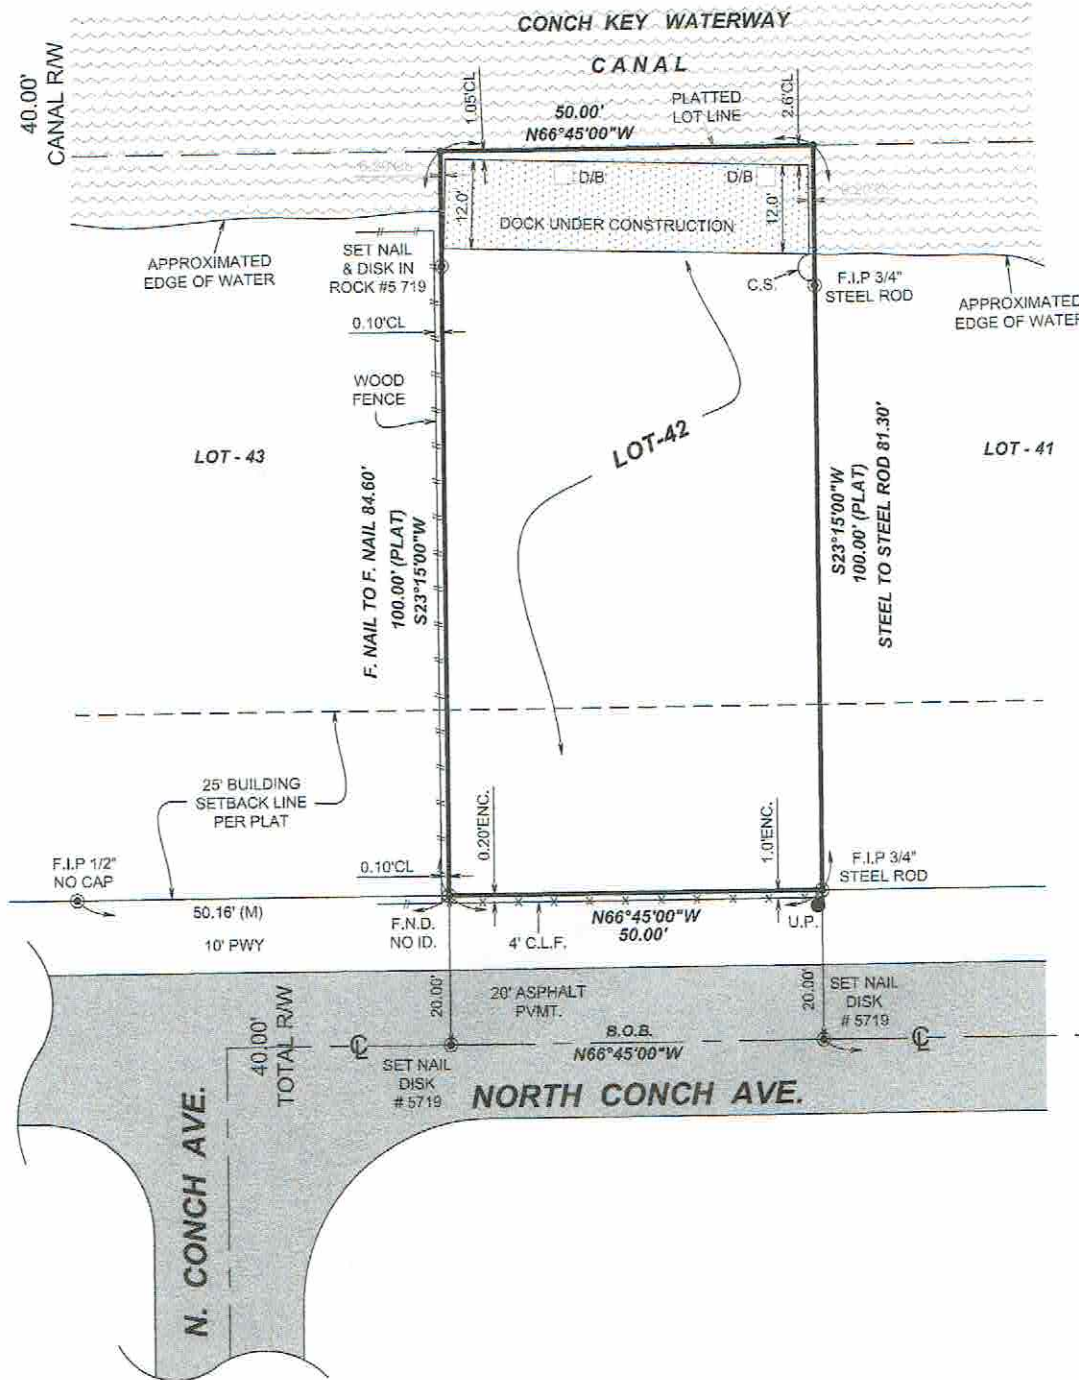 CONCH KEY WATERWAY
CANAL
40.00'
CANAL R/W
1.05'CL
50.00'
N66°45'00"W
PLATTED
LOT LINE
2.6'CL
D/B
D/B
12.0'
DOCK UNDER CONSTRUCTION
12.0'
APPROXIMATED
EDGE OF WATER
SET NAIL
& DISK IN
ROCK #5 719
C.S.
F.I.P 3/4"
STEEL ROD
APPROXIMATED
EDGE OF WATER
0.10'CL
WOOD
FENCE
LOT - 43
LOT-42
LOT - 41
F. NAIL TO F. NAIL 84.60'
100.00' (PLAT)
S23°15'00"W
S23°15'00"W
100.00' (PLAT)
STEEL TO STEEL ROD 81.30'
25' BUILDING
SETBACK LINE
PER PLAT
0.20'ENC.
1.0'ENC.
F.I.P 1/2"
NO CAP
0.10'CL
F.I.P 3/4"
STEEL ROD
50.16' (M)
F.N.D.
NO ID.
4' C.L.F.
N66°45'00"W
50.00'
U.P.
10' PWY
20.00'
20' ASPHALT
PVMT.
20.00'
SET NAIL
DISK
# 5719
40.00'
TOTAL R/W
CL
B.O.B.
N66°45'00"W
CL
SET NAIL
DISK
# 5719
NORTH CONCH AVE.
N. CONCH AVE.